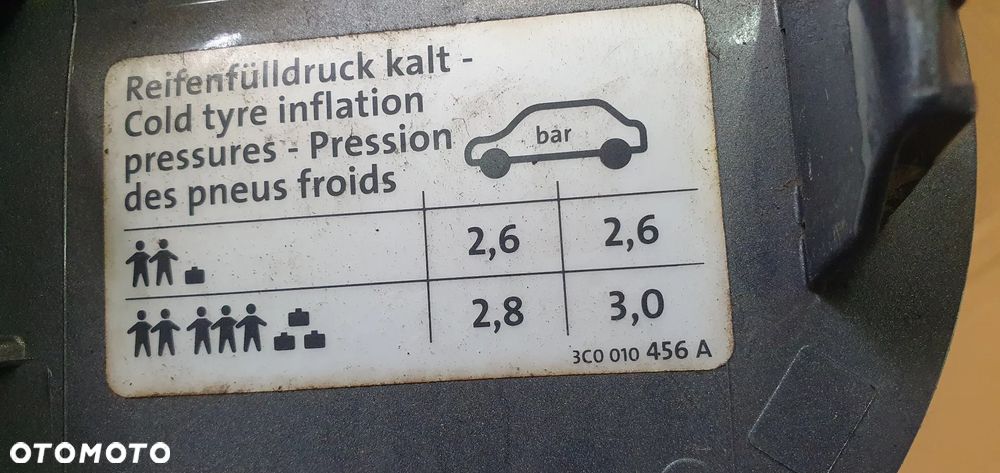 Reifenfülldruck kalt -
Cold tyre inflation
pressures - Pression
des pneus froids
bar
2,6 2,6
2,8 3,0
3C0 010 456 A
OTOMOTO